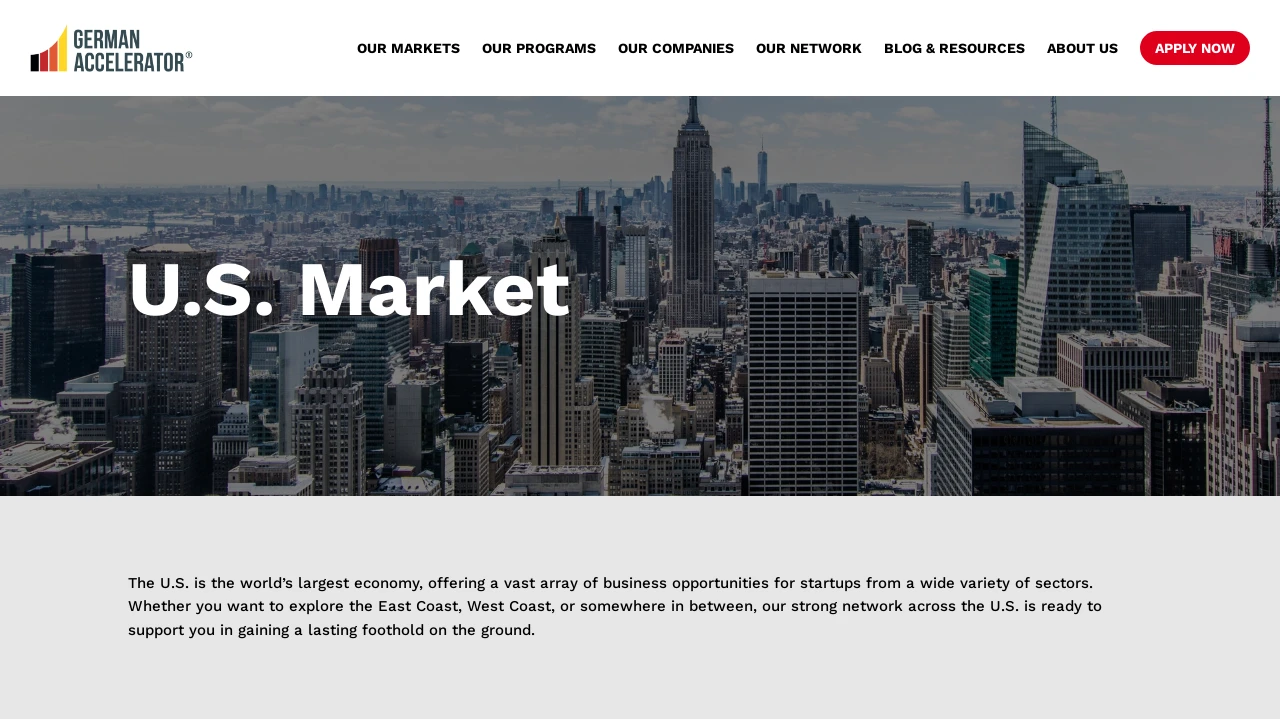 GERMAN
ACCELERATOR®
OUR MARKETS
OUR PROGRAMS
OUR COMPANIES
OUR NETWORK
BLOG & RESOURCES
ABOUT US
APPLY NOW
U.S. Market
The U.S. is the world’s largest economy, offering a vast array of business opportunities for startups from a wide variety of sectors.
Whether you want to explore the East Coast, West Coast, or somewhere in between, our strong network across the U.S. is ready to
support you in gaining a lasting foothold on the ground.